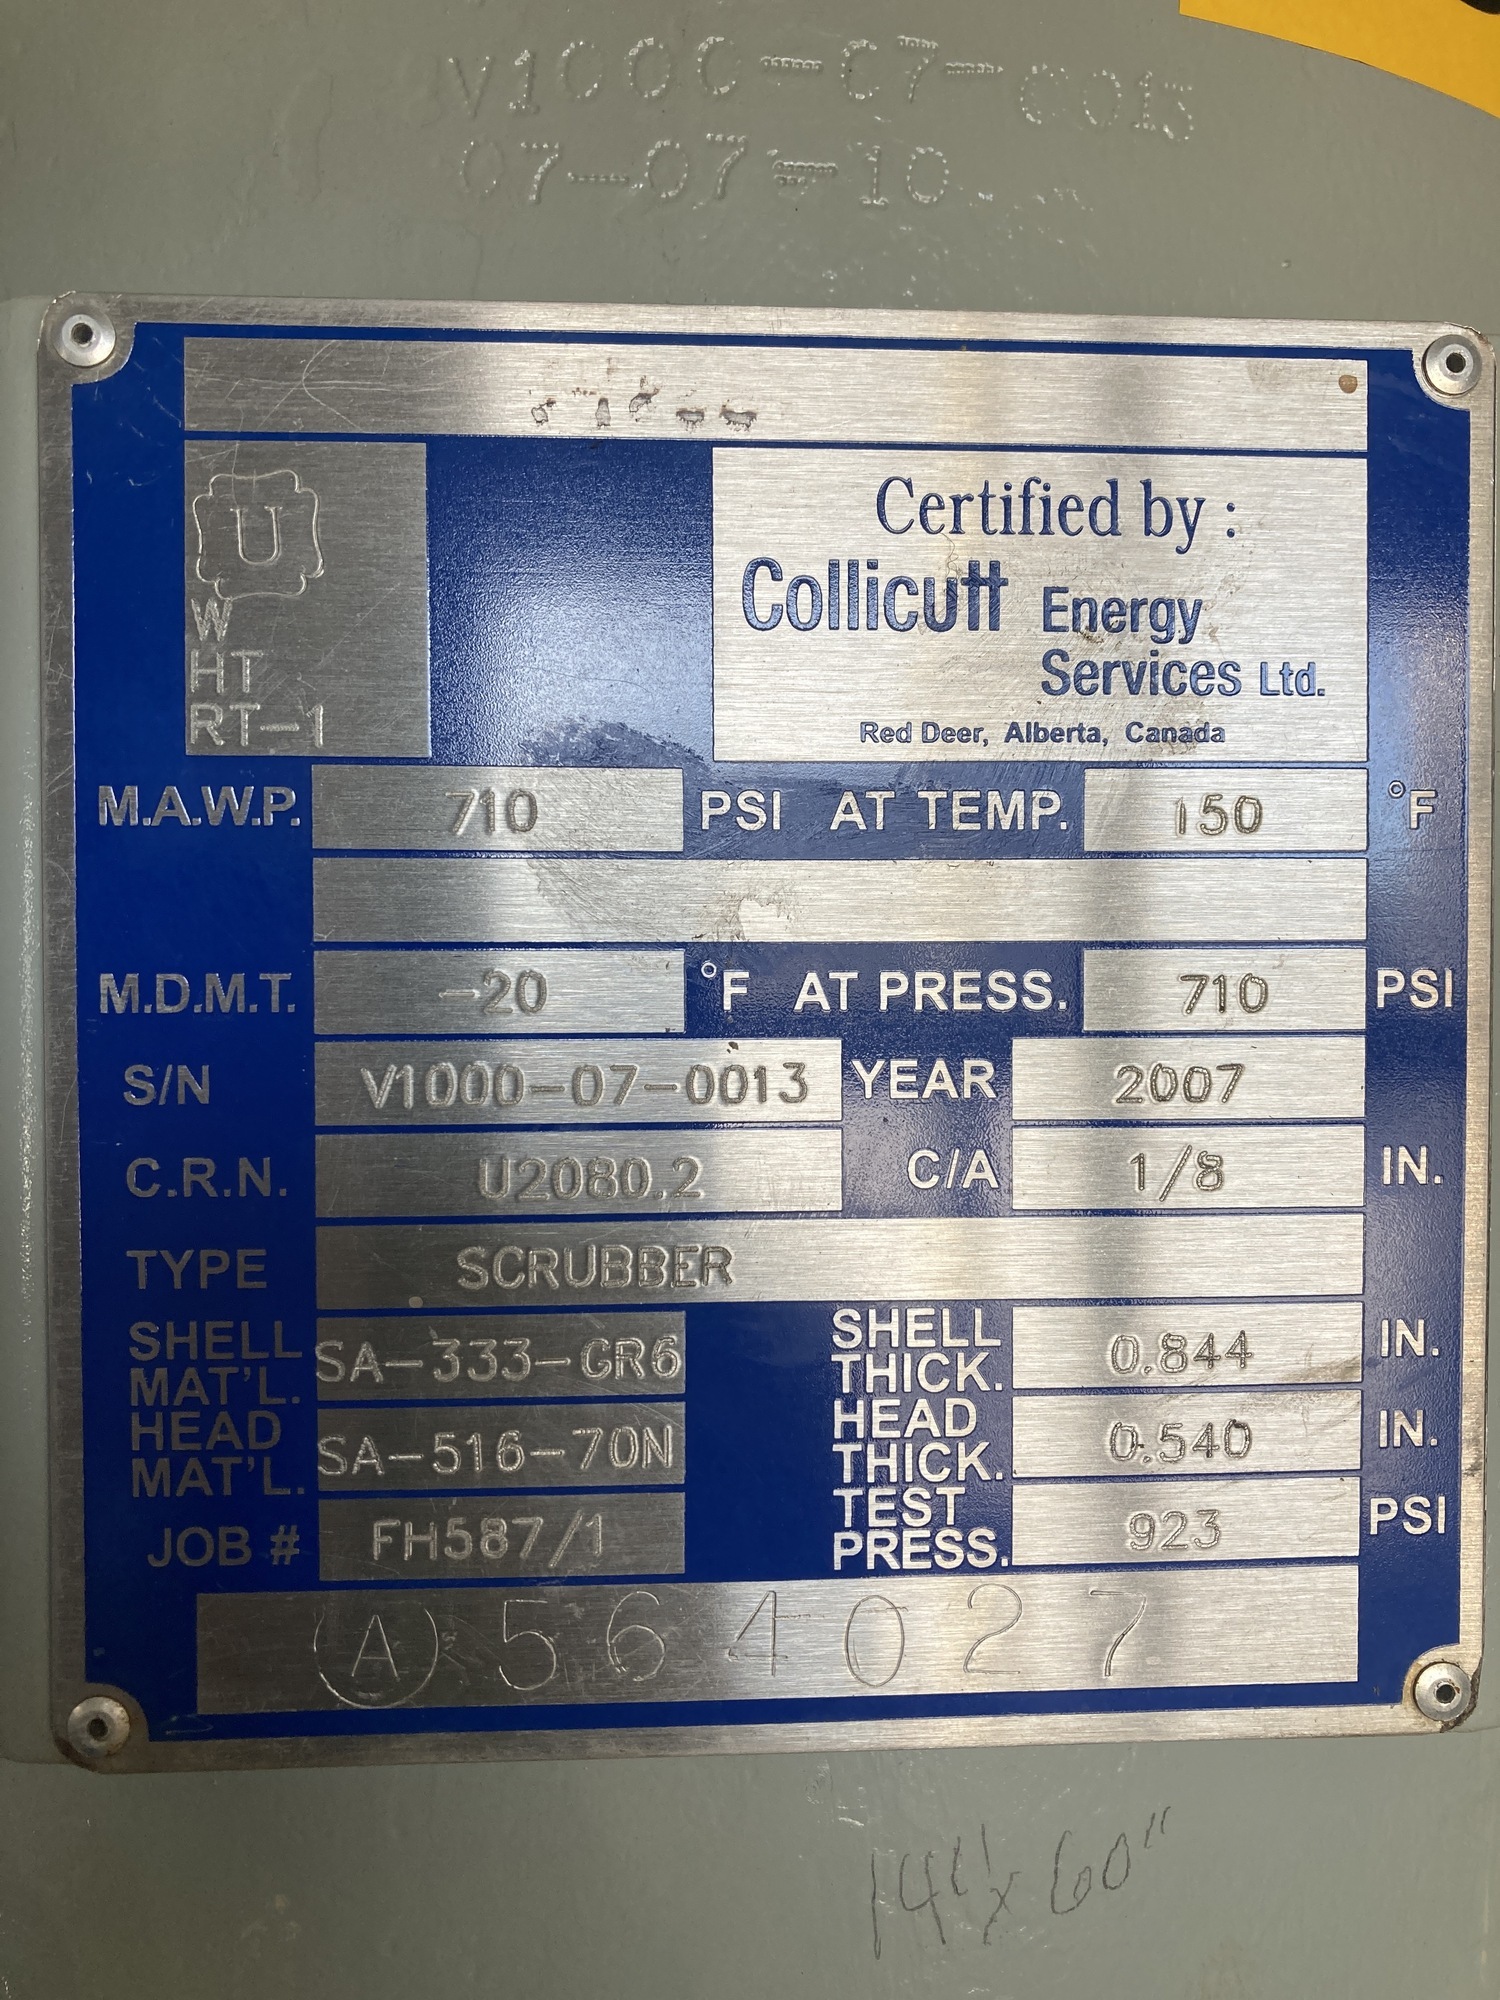 V1000-07-0013
07-07-10
U
W
HT
RT-1
Certified by :
Collicutt Energy
Services Ltd.
Red Deer, Alberta, Canada
M.A.W.P. 710 PSI AT TEMP. 150 °F
M.D.M.T. -20 °F AT PRESS. 710 PSI
S/N V1000-07-0013 YEAR 2007
C.R.N. U2080.2 C/A 1/8 IN.
TYPE SCRUBBER
SHELL MAT'L. SA-333-GR6 SHELL THICK. 0.844 IN.
HEAD MAT'L. SA-516-70N HEAD THICK. 0.540 IN.
JOB # FH587/1 TEST PRESS. 923 PSI
A 564027
14" x 60"